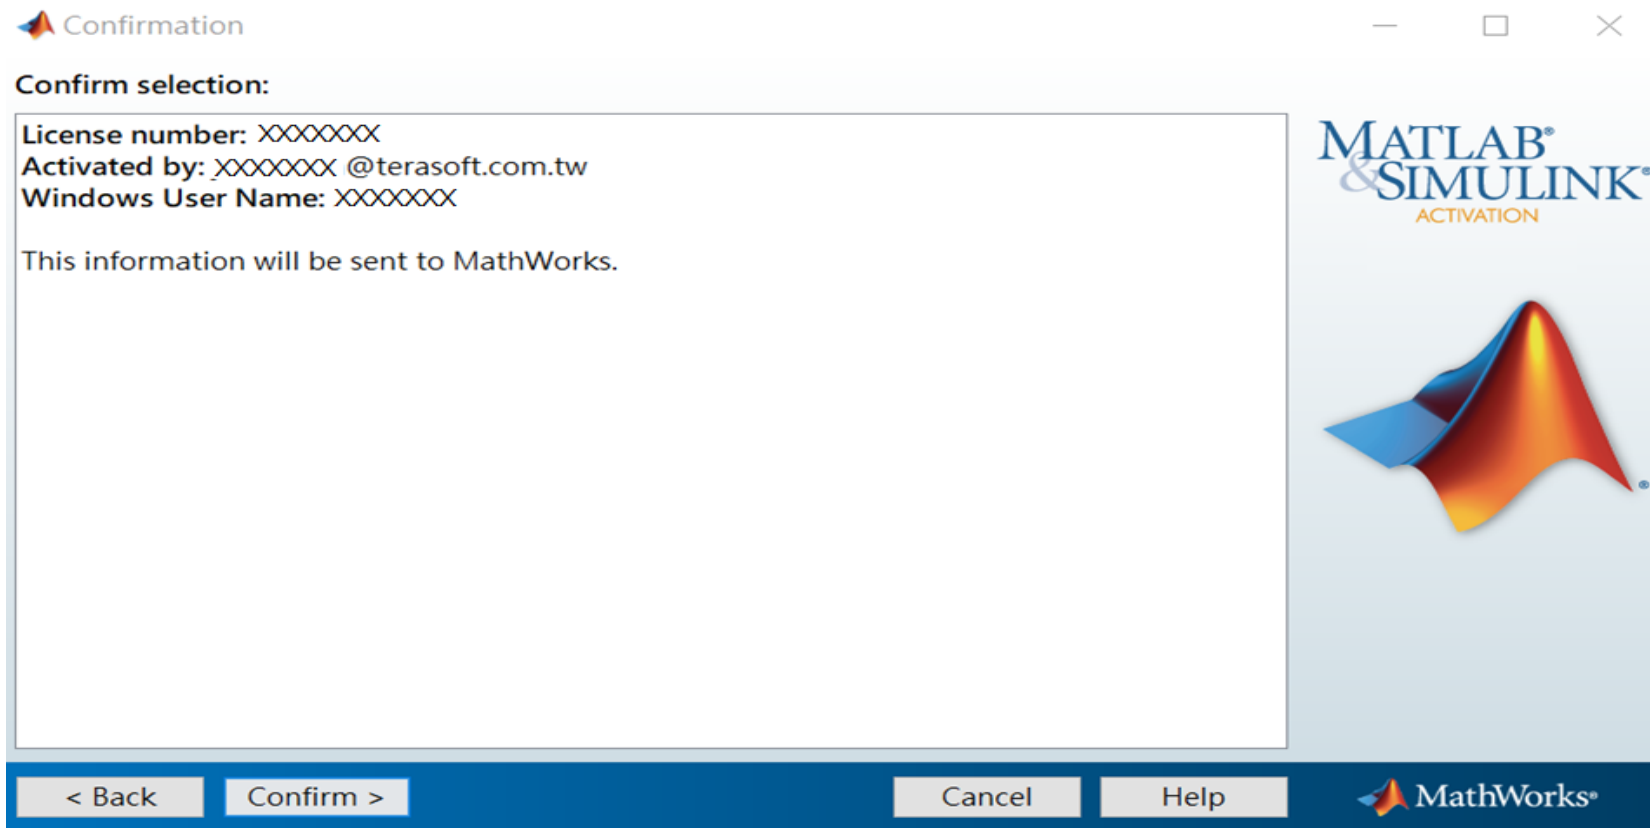 Confirmation
Confirm selection:
License number: XXXXXXX
Activated by: XXXXXXX @terasoft.com.tw
Windows User Name: XXXXXXX
This information will be sent to MathWorks.
MATLAB®
&SIMULINK®
ACTIVATION
®
< Back
Confirm >
Cancel
Help
MathWorks®